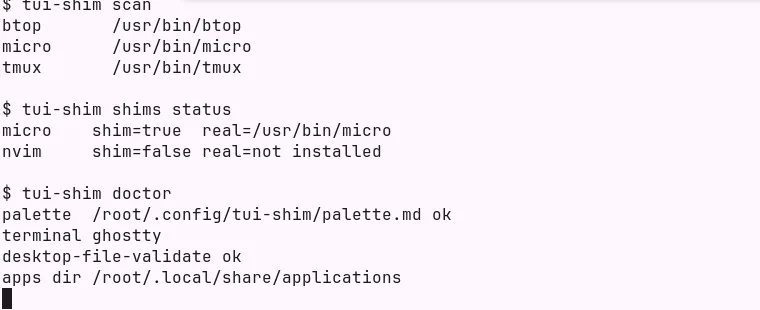 $ tui-shim scan
btop       /usr/bin/btop
micro      /usr/bin/micro
tmux       /usr/bin/tmux

$ tui-shim shims status
micro    shim=true  real=/usr/bin/micro
nvim     shim=false real=not installed

$ tui-shim doctor
palette  /root/.config/tui-shim/palette.md ok
terminal ghostty
desktop-file-validate ok
apps dir /root/.local/share/applications